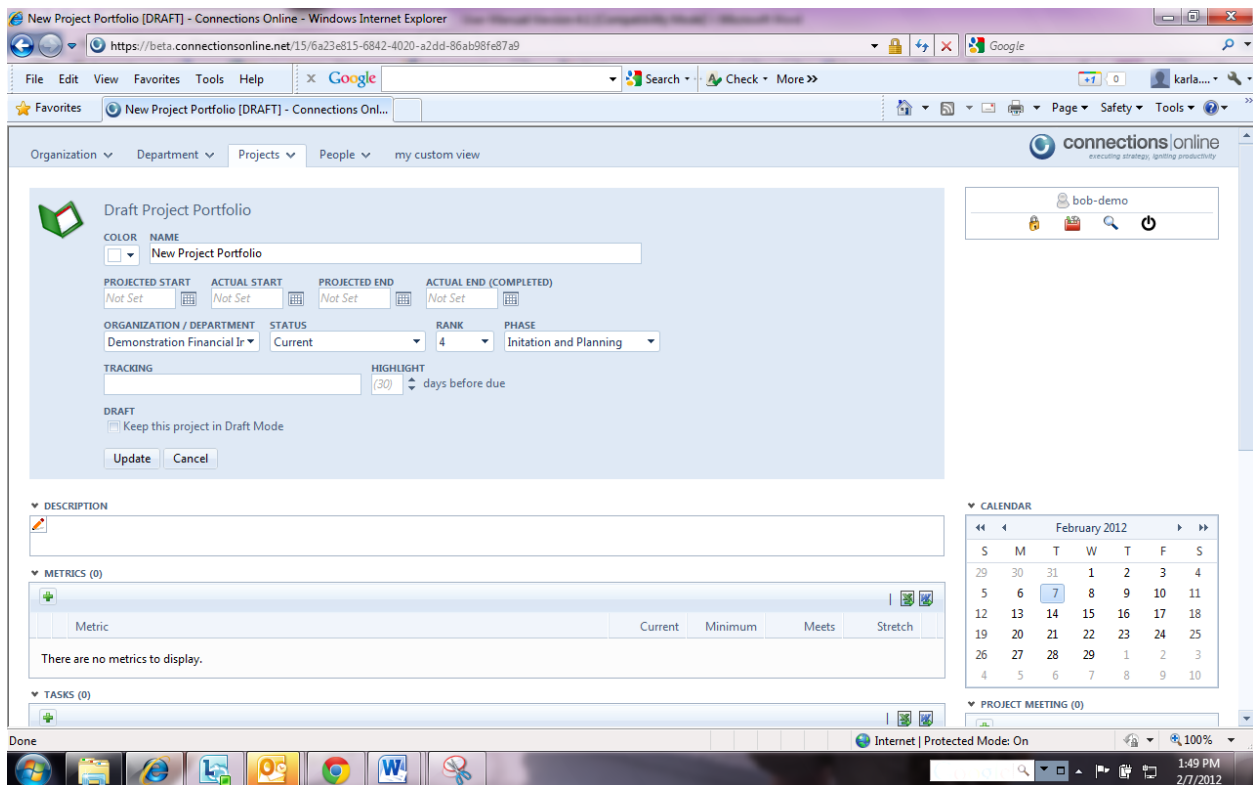 New Project Portfolio [DRAFT] - Connections Online - Windows Internet Explorer
https://beta.connectionsonline.net/15/6a23e815-6842-4020-a2dd-86ab98fe87a9
Google
File Edit View Favorites Tools Help x Google Search Check More >> +1 0 karla....
Favorites New Project Portfolio [DRAFT] - Connections Onl... Page Safety Tools
Organization Department Projects People my custom view
connections|online
executing strategy, igniting productivity
Draft Project Portfolio
bob-demo
COLOR NAME
New Project Portfolio
PROJECTED START ACTUAL START PROJECTED END ACTUAL END (COMPLETED)
Not Set Not Set Not Set Not Set
ORGANIZATION / DEPARTMENT STATUS RANK PHASE
Demonstration Financial Ir Current 4 Initation and Planning
TRACKING HIGHLIGHT
(30) days before due
DRAFT
Keep this project in Draft Mode
Update Cancel
DESCRIPTION
METRICS (0)
Metric Current Minimum Meets Stretch
There are no metrics to display.
TASKS (0)
CALENDAR
February 2012
S M T W T F S
29 30 31 1 2 3 4
5 6 7 8 9 10 11
12 13 14 15 16 17 18
19 20 21 22 23 24 25
26 27 28 29 1 2 3
4 5 6 7 8 9 10
PROJECT MEETING (0)
Done Internet | Protected Mode: On 100%
1:49 PM
2/7/2012